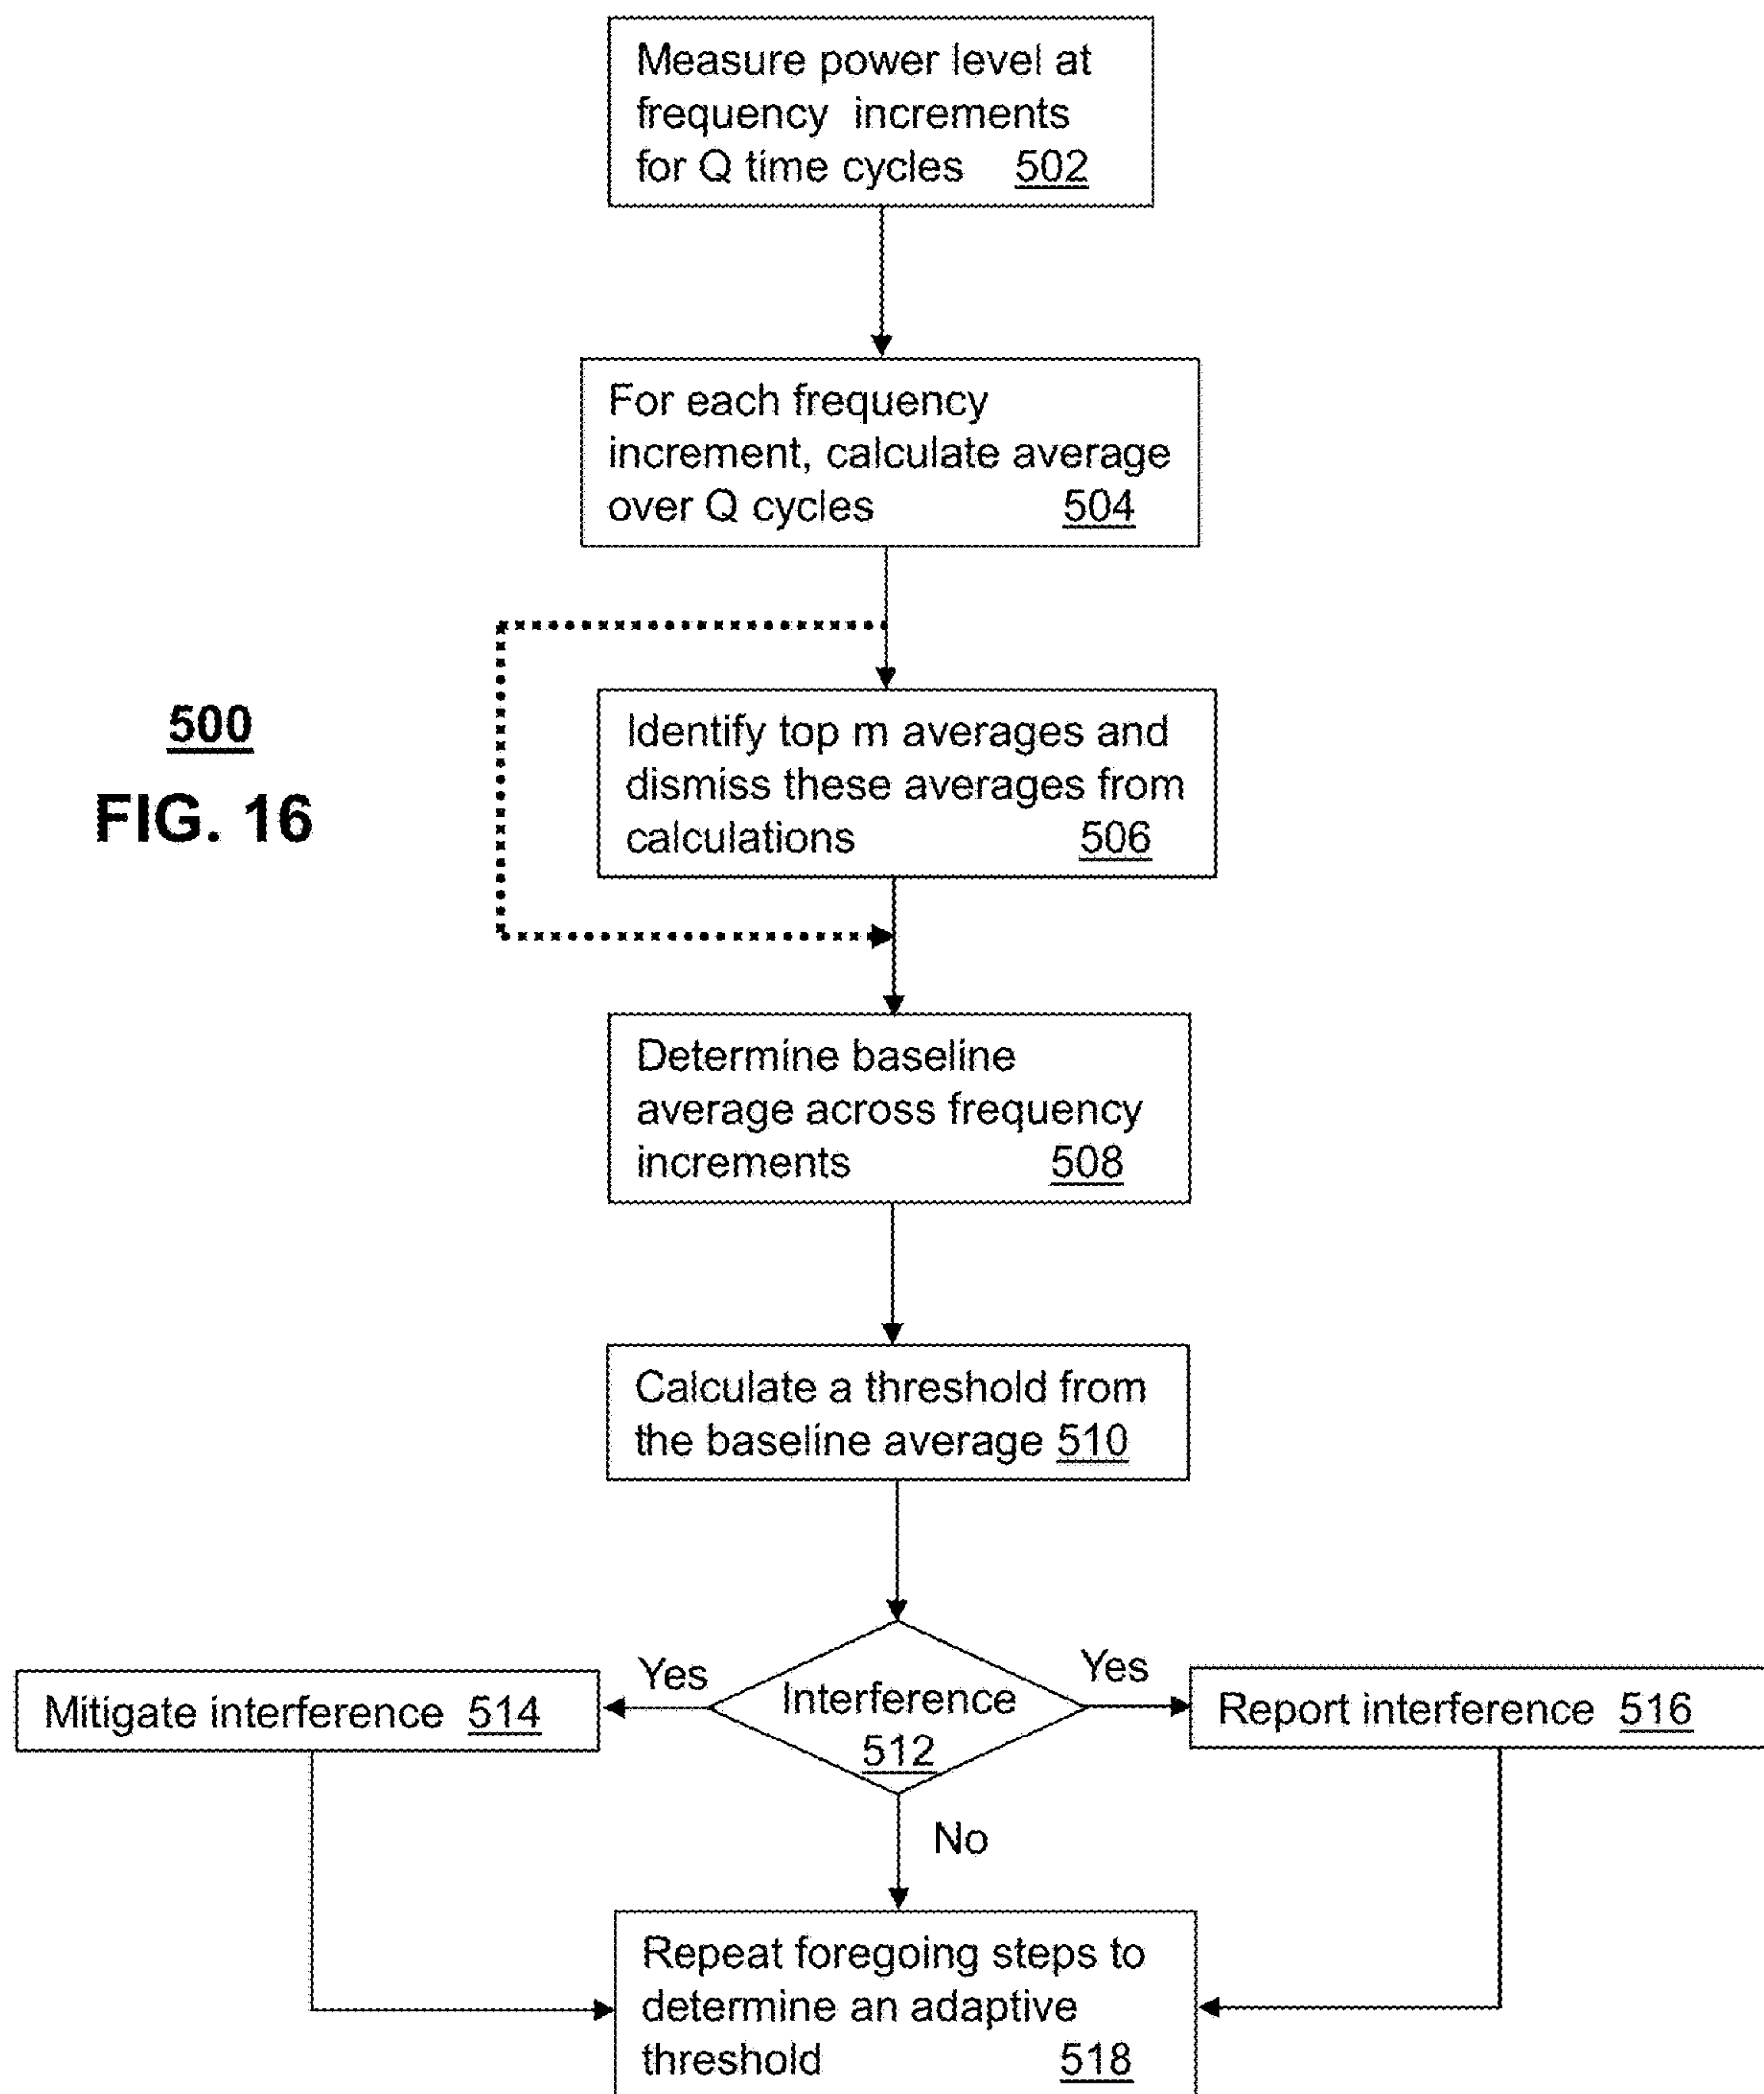 Measure power level at
frequency increments
for Q time cycles 502
For each frequency
increment, calculate average
over Q cycles 504
500
FIG. 16
Identify top m averages and
dismiss these averages from
calculations 506
Determine baseline
average across frequency
increments 508
Calculate a threshold from
the baseline average 510
Yes
Yes
Mitigate interference 514
Interference
512
Report interference 516
No
Repeat foregoing steps to
determine an adaptive
threshold 518